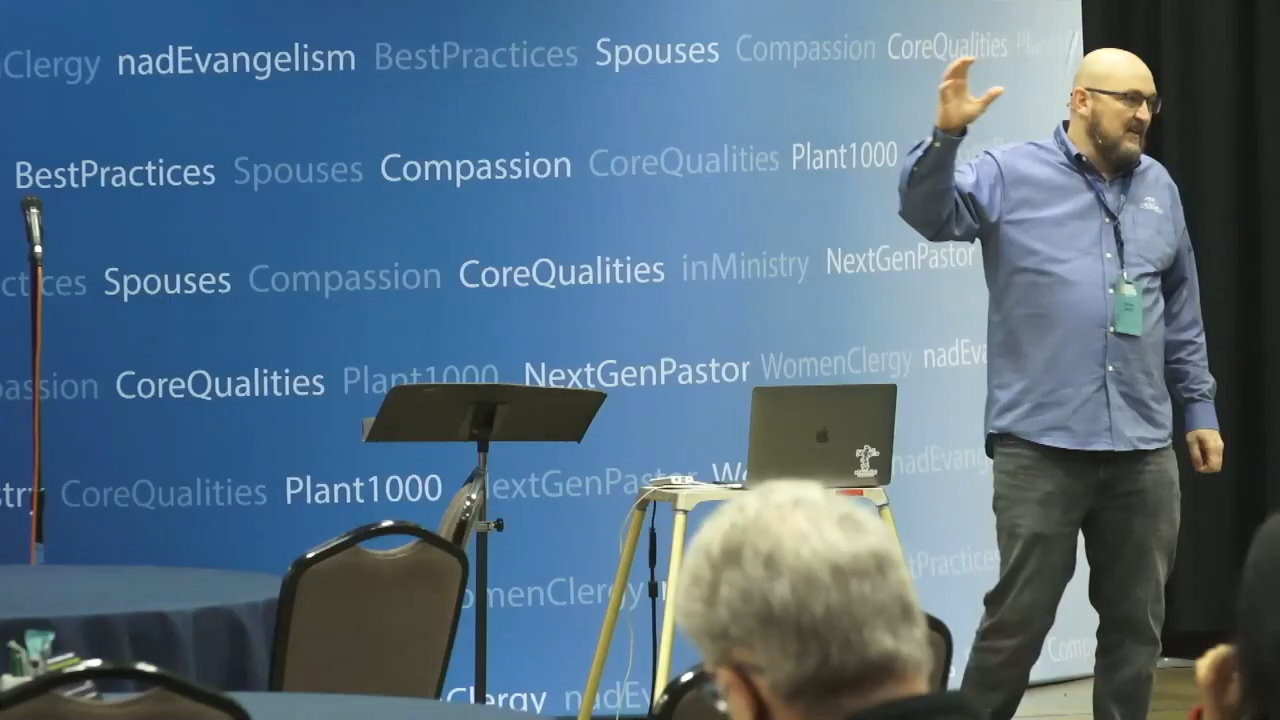 Clergy nadEvangelism BestPractices Spouses Compassion CoreQualities
BestPractices Spouses Compassion CoreQualities Plant1000
Spouses Compassion CoreQualities inMinistry NextGenPastor
CoreQualities Plant1000 NextGenPastor WomenClergy
CoreQualities Plant1000
Clergy